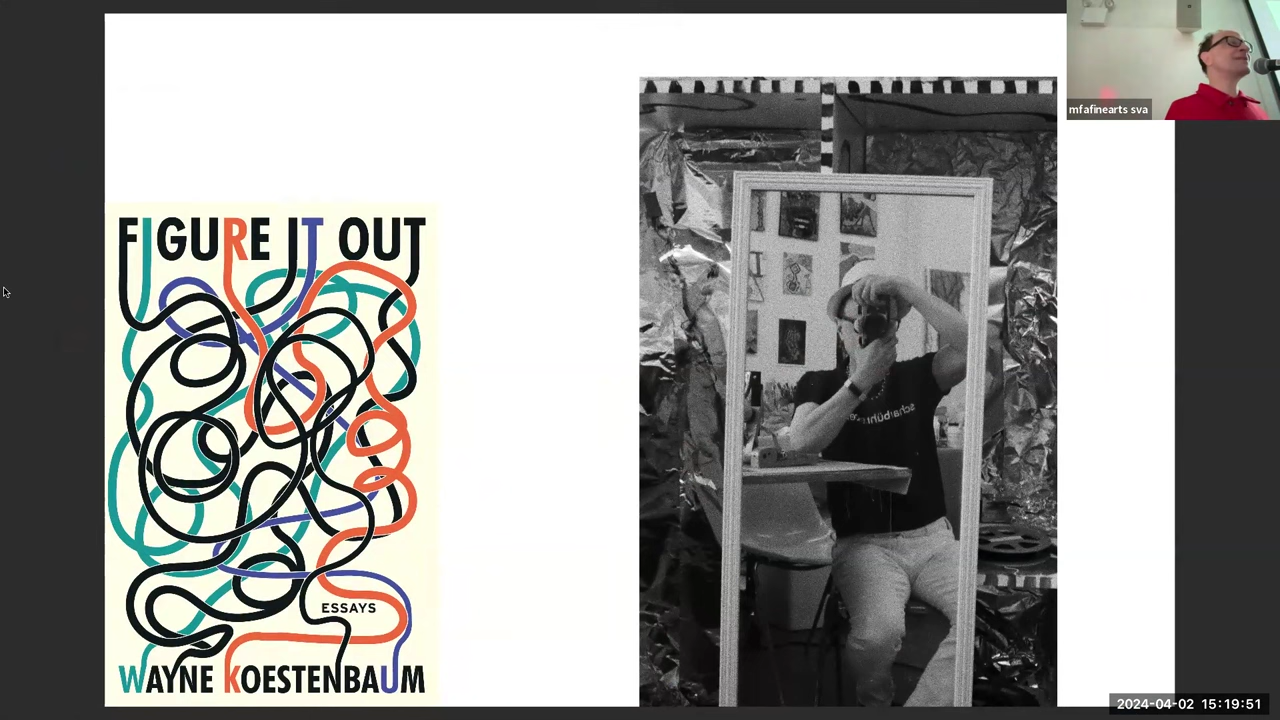 FIGURE IT OUT
ESSAYS
WAYNE KOESTENBAUM
mfafinearts sva
2024-04-02 15:19:51